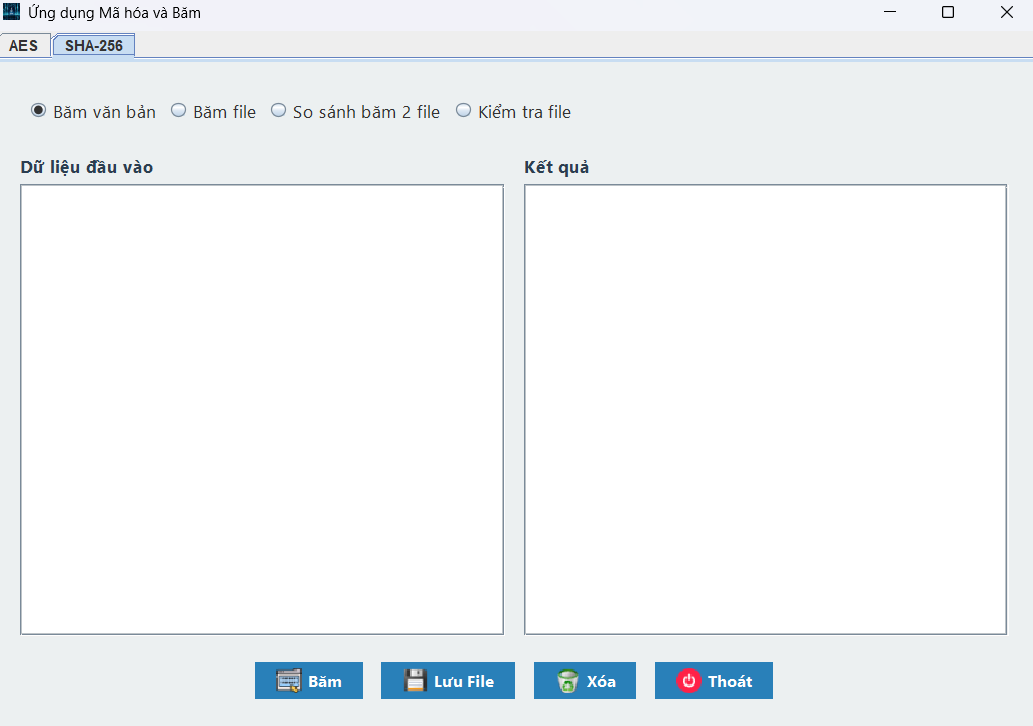 Ứng dụng Mã hóa và Băm
AES SHA-256
Băm văn bản Băm file So sánh băm 2 file Kiểm tra file
Dữ liệu đầu vào Kết quả
Băm Lưu File Xóa Thoát